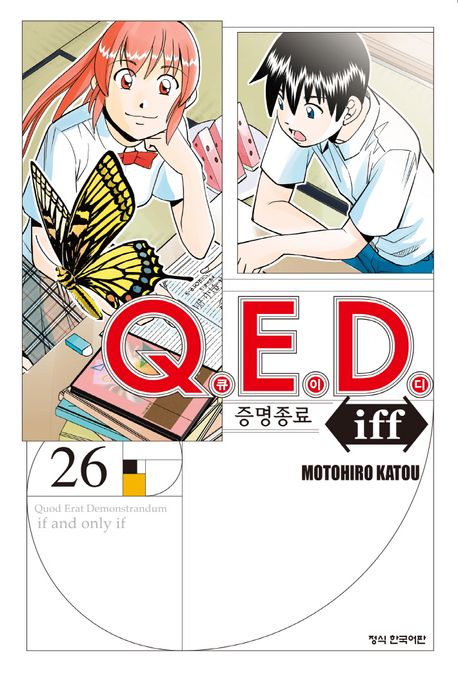 Q.E.D.
큐 이 디
증명종료
iff
26
MOTOHIRO KATOU
Quod Erat Demonstrandum
if and only if
정식 한국어판